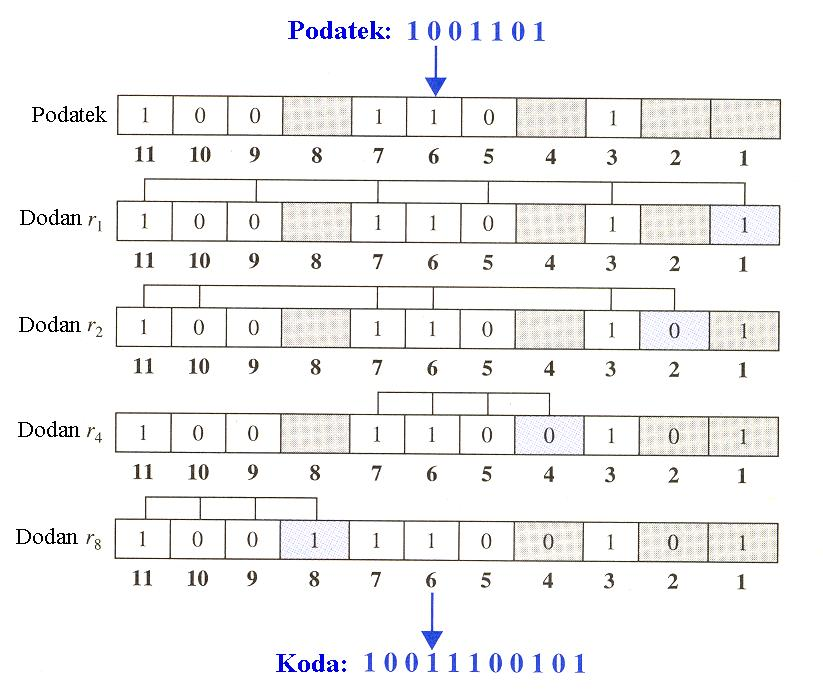 Podatek: 1 0 0 1 1 0 1
Podatek 1 0 0 1 1 0 1
11 10 9 8 7 6 5 4 3 2 1
Dodan r1 1 0 0 1 1 0 1 1
11 10 9 8 7 6 5 4 3 2 1
Dodan r2 1 0 0 1 1 0 1 0 1
11 10 9 8 7 6 5 4 3 2 1
Dodan r4 1 0 0 1 1 0 0 1 0 1
11 10 9 8 7 6 5 4 3 2 1
Dodan r8 1 0 0 1 1 1 0 0 1 0 1
11 10 9 8 7 6 5 4 3 2 1
Koda: 1 0 0 1 1 1 0 0 1 0 1